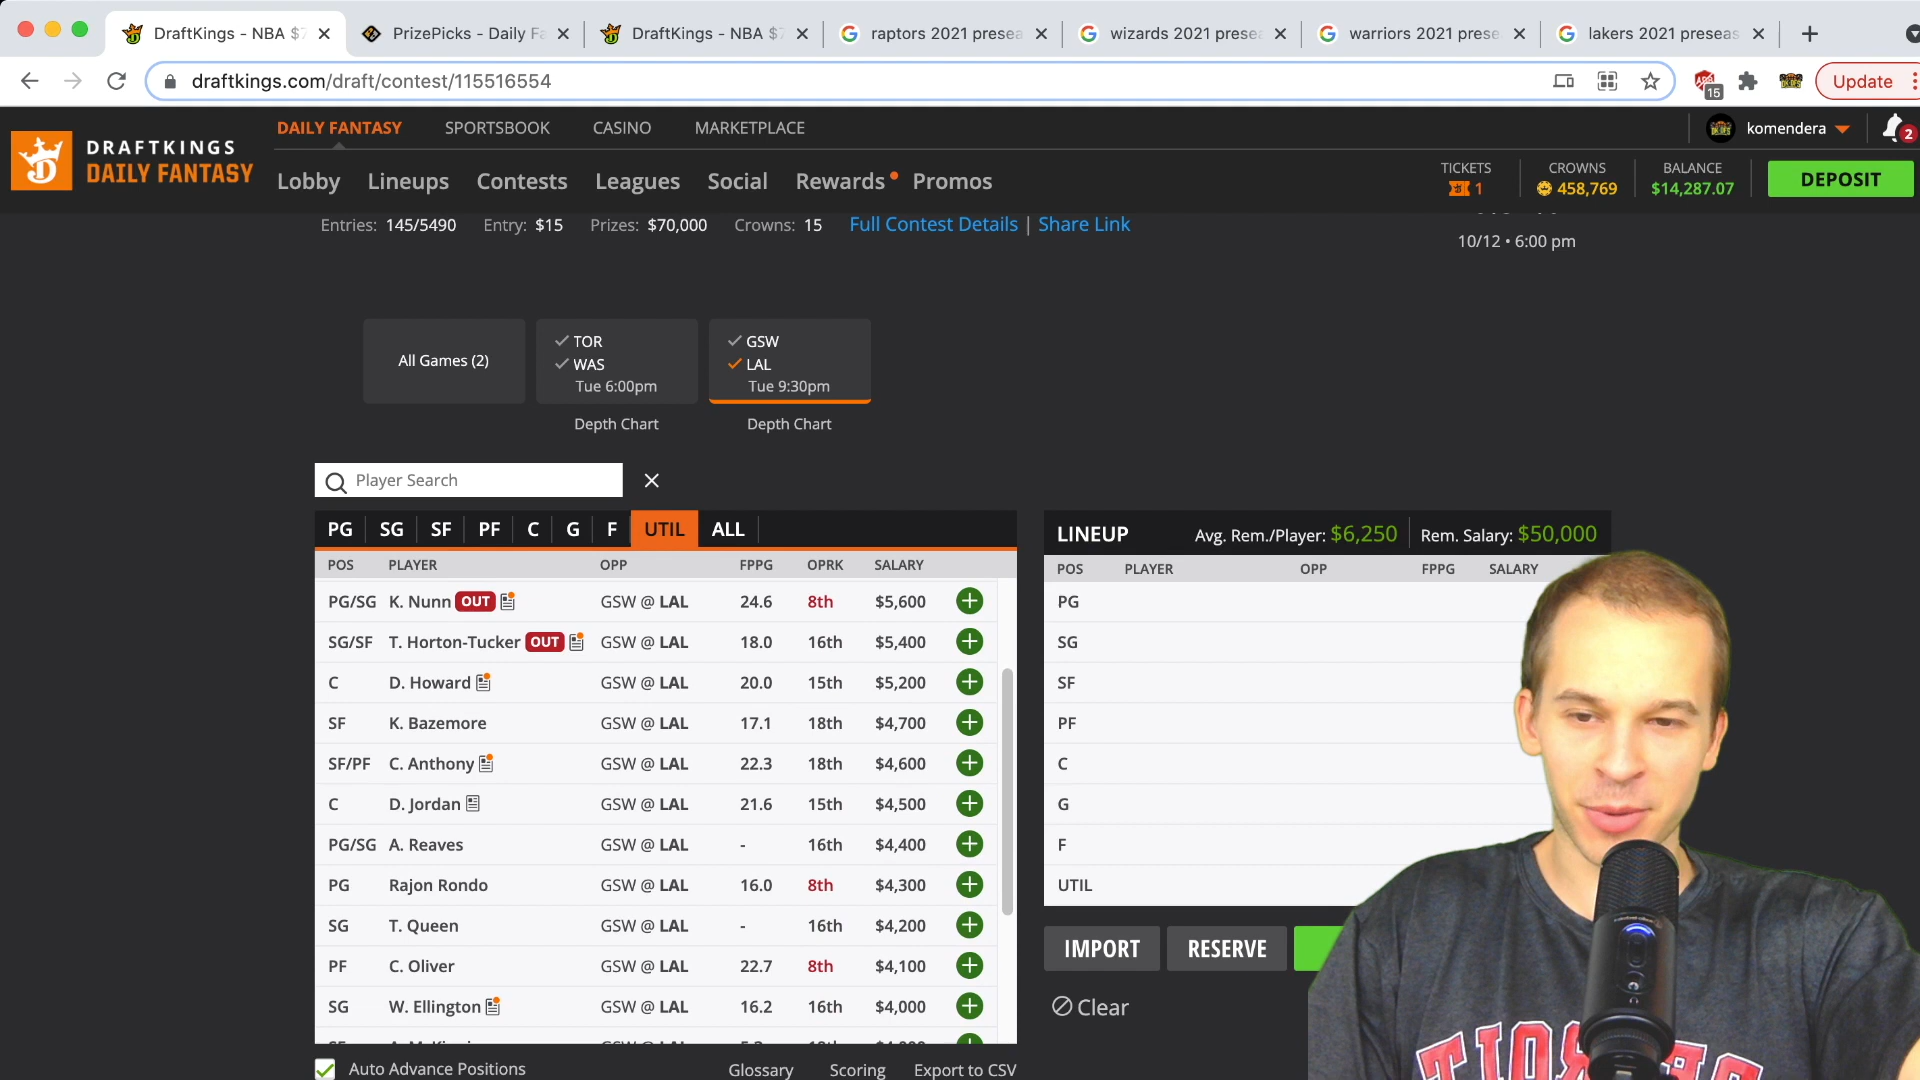 DraftKings - NBA $7
PrizePicks - Daily Fa
DraftKings - NBA $7
raptors 2021 presea
wizards 2021 prese
warriors 2021 prese
lakers 2021 preseas
draftkings.com/draft/contest/115516554
15
Update
DRAFTKINGS
DAILY FANTASY
DAILY FANTASY
SPORTSBOOK
CASINO
MARKETPLACE
komendera
2
Lobby
Lineups
Contests
Leagues
Social
Rewards
Promos
TICKETS
1
CROWNS
458,769
BALANCE
$14,287.07
DEPOSIT
Entries: 145/5490
Entry: $15
Prizes: $70,000
Crowns: 15
Full Contest Details | Share Link
10/12 • 6:00 pm
All Games (2)
TOR
WAS
Tue 6:00pm
GSW
LAL
Tue 9:30pm
Depth Chart
Depth Chart
Player Search
PG SG SF PF C G F UTIL ALL
POS PLAYER OPP FPPG OPRK SALARY
PG/SG K. Nunn OUT GSW @ LAL 24.6 8th $5,600
SG/SF T. Horton-Tucker OUT GSW @ LAL 18.0 16th $5,400
C D. Howard GSW @ LAL 20.0 15th $5,200
SF K. Bazemore GSW @ LAL 17.1 18th $4,700
SF/PF C. Anthony GSW @ LAL 22.3 18th $4,600
C D. Jordan GSW @ LAL 21.6 15th $4,500
PG/SG A. Reaves GSW @ LAL - 16th $4,400
PG Rajon Rondo GSW @ LAL 16.0 8th $4,300
SG T. Queen GSW @ LAL - 16th $4,200
PF C. Oliver GSW @ LAL 22.7 8th $4,100
SG W. Ellington GSW @ LAL 16.2 16th $4,000
Auto Advance Positions
Glossary
Scoring
Export to CSV
LINEUP
Avg. Rem./Player: $6,250
Rem. Salary: $50,000
POS PLAYER OPP FPPG SALARY
PG
SG
SF
PF
C
G
F
UTIL
IMPORT
RESERVE
Clear